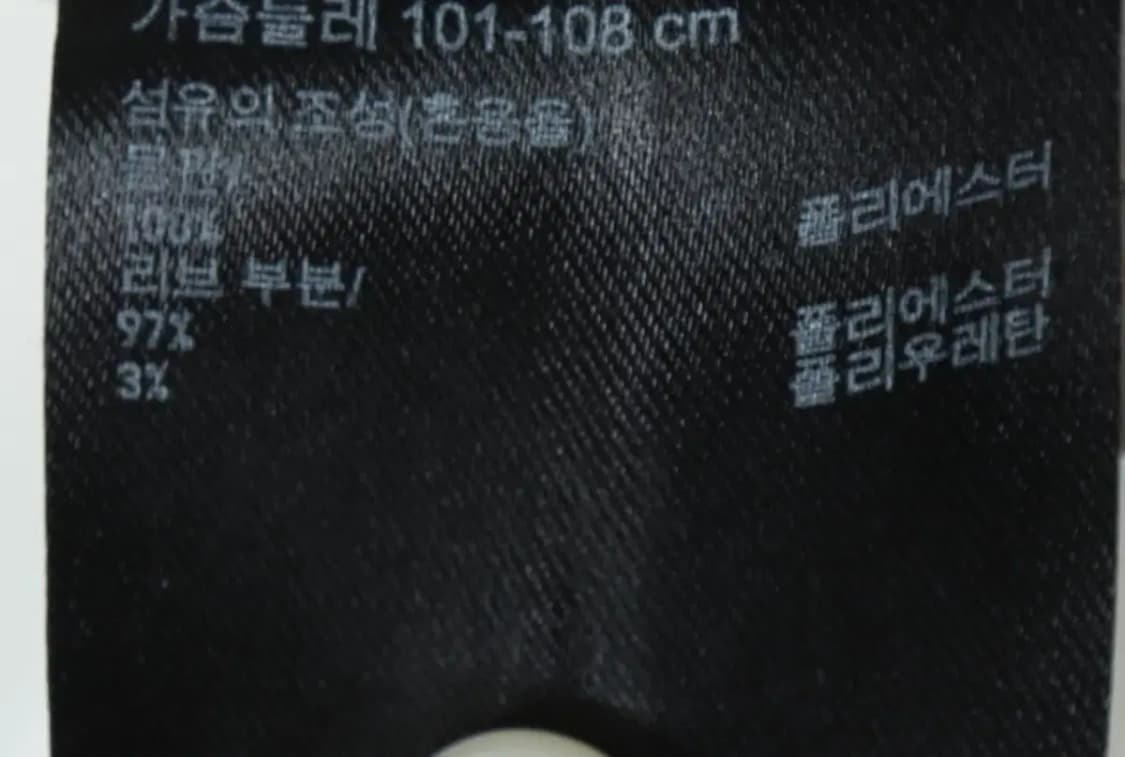 가슴둘레 101-108 cm
섬유의 조성(혼용율)
몸판/
100% 폴리에스터
리브 부분/
97% 폴리에스터
3% 폴리우레탄